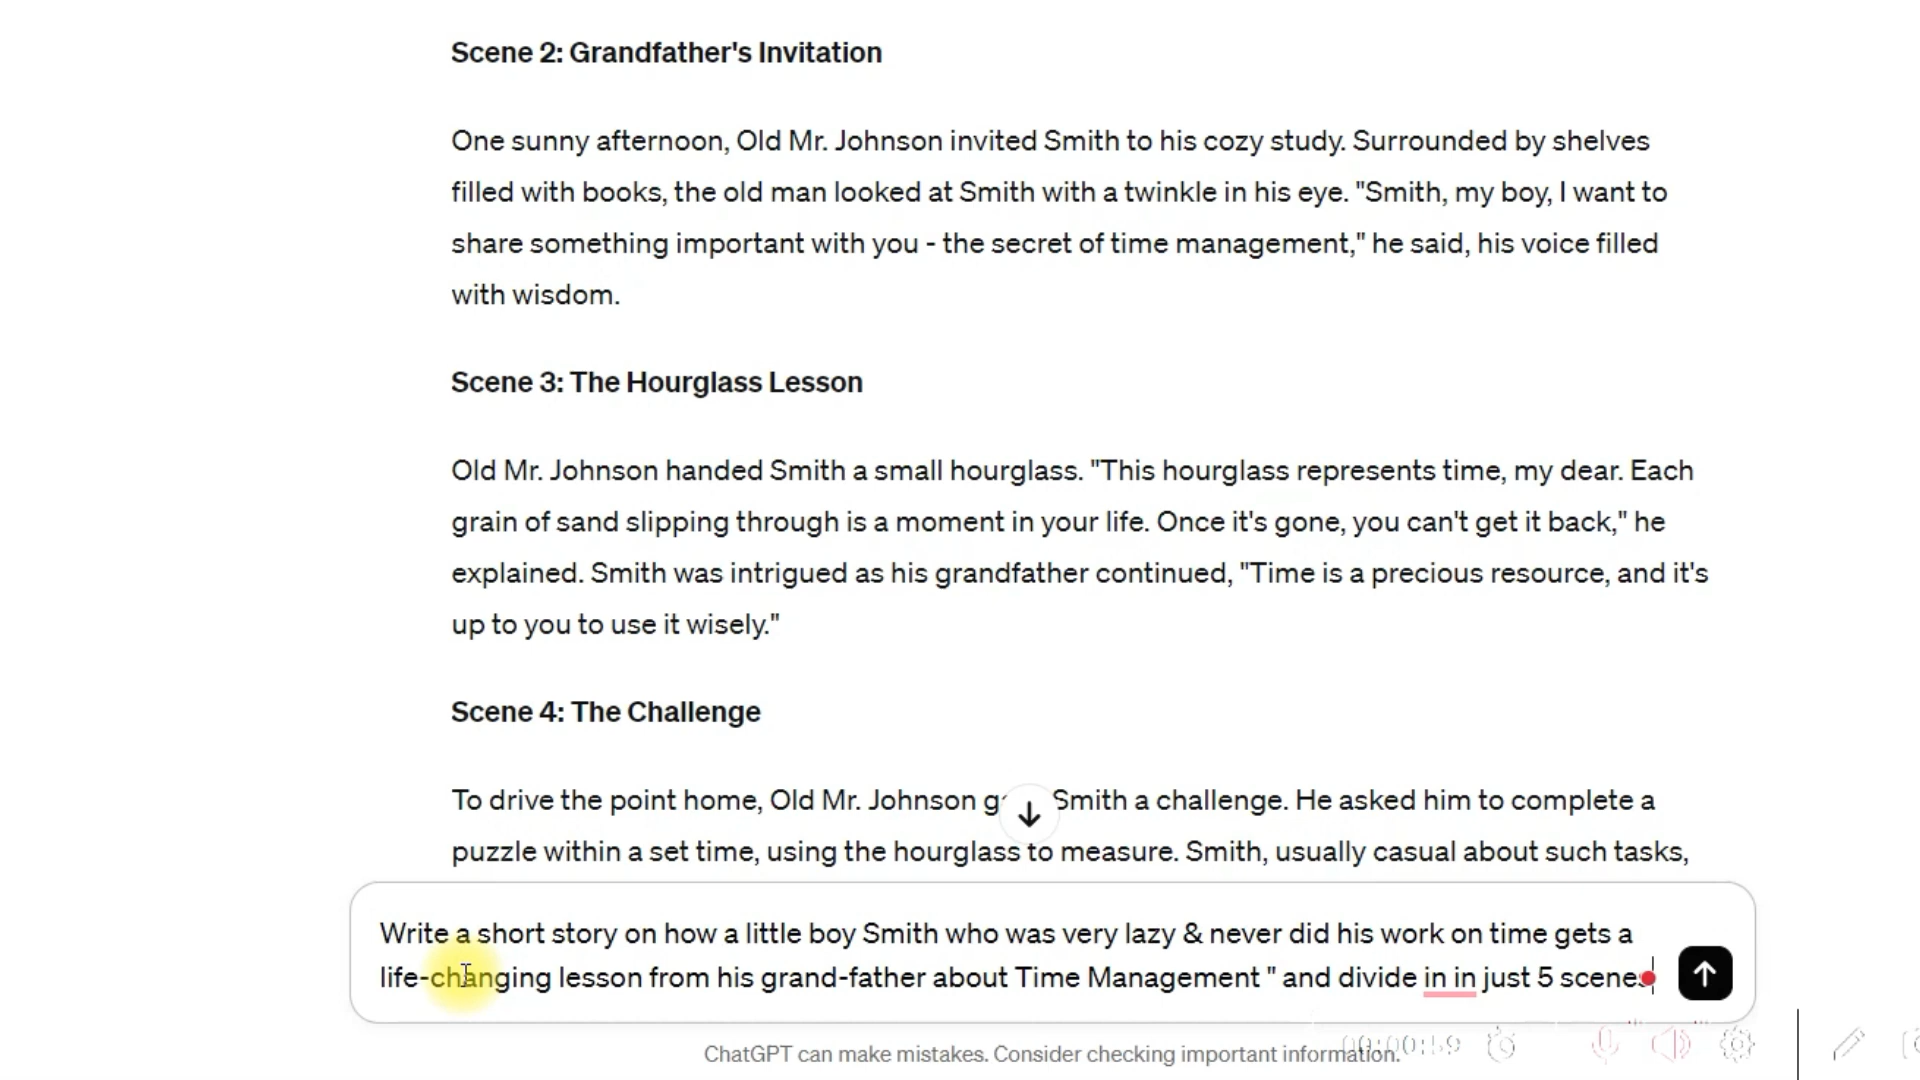 Scene 2: Grandfather's Invitation
One sunny afternoon, Old Mr. Johnson invited Smith to his cozy study. Surrounded by shelves
filled with books, the old man looked at Smith with a twinkle in his eye. "Smith, my boy, I want to
share something important with you - the secret of time management," he said, his voice filled
with wisdom.
Scene 3: The Hourglass Lesson
Old Mr. Johnson handed Smith a small hourglass. "This hourglass represents time, my dear. Each
grain of sand slipping through is a moment in your life. Once it's gone, you can't get it back," he
explained. Smith was intrigued as his grandfather continued, "Time is a precious resource, and it's
up to you to use it wisely."
Scene 4: The Challenge
To drive the point home, Old Mr. Johnson Smith a challenge. He asked him to complete a
puzzle within a set time, using the hourglass to measure. Smith, usually casual about such tasks,
Write a short story on how a little boy Smith who was very lazy & never did his work on time gets a
life-changing lesson from his grand-father about Time Management " and divide in in just 5 scenes
ChatGPT can make mistakes. Consider checking important information.
00:00:59